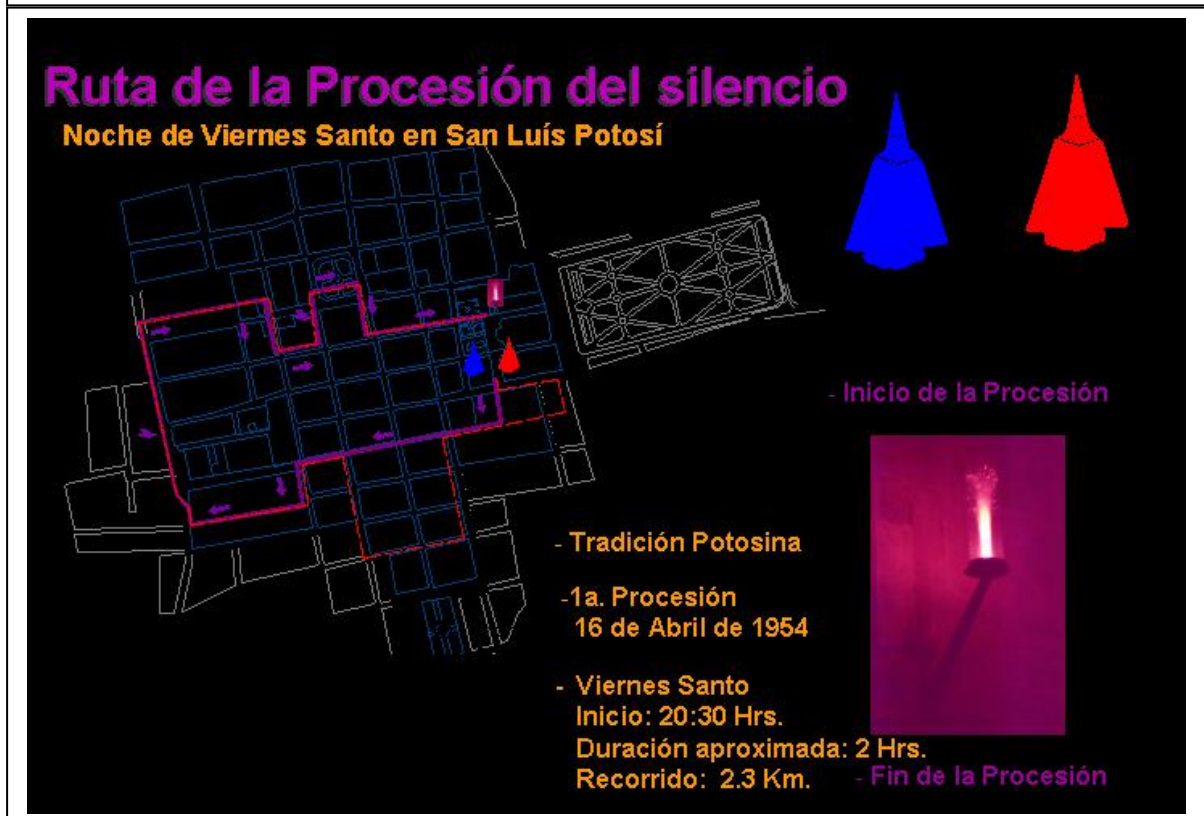 Ruta de la Procesión del silencio
Noche de Viernes Santo en San Luís Potosí
- Inicio de la Procesión
- Tradición Potosina
-1a. Procesión
16 de Abril de 1954
- Viernes Santo
Inicio: 20:30 Hrs.
Duración aproximada: 2 Hrs.
Recorrido: 2.3 Km.
- Fin de la Procesión